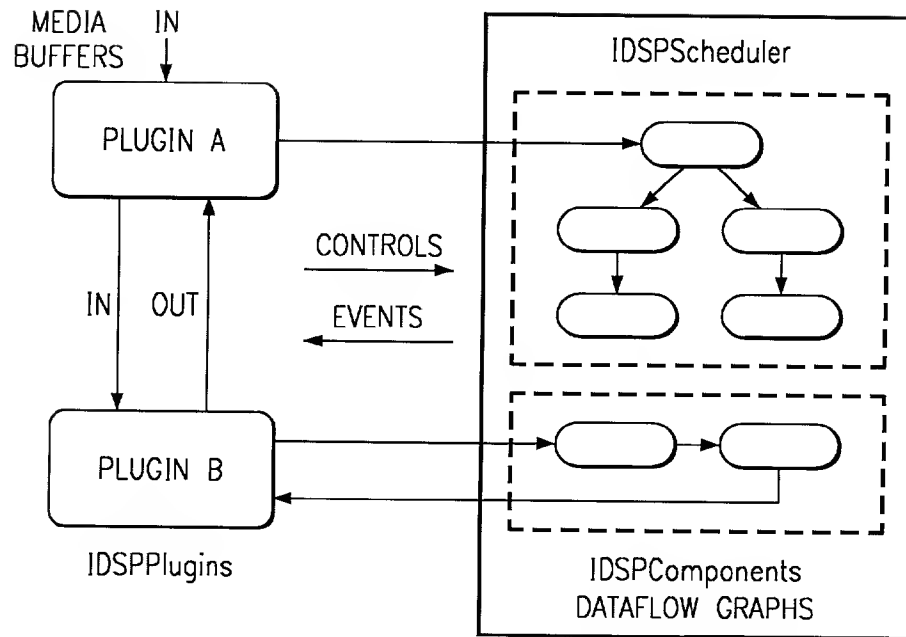 MEDIA IN
BUFFERS
IDSPScheduler
PLUGIN A
CONTROLS
IN OUT
EVENTS
PLUGIN B
IDSPPlugins
IDSPComponents
DATAFLOW GRAPHS